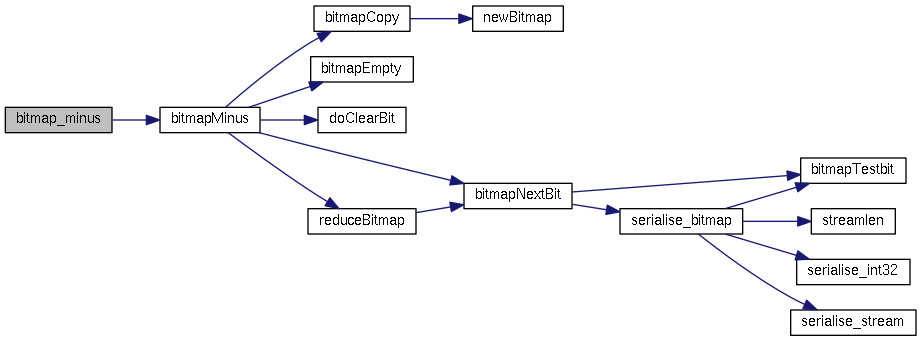 bitmap_minus
bitmapMinus
bitmapCopy
newBitmap
bitmapEmpty
doClearBit
bitmapNextBit
reduceBitmap
bitmapTestbit
serialise_bitmap
streamlen
serialise_int32
serialise_stream